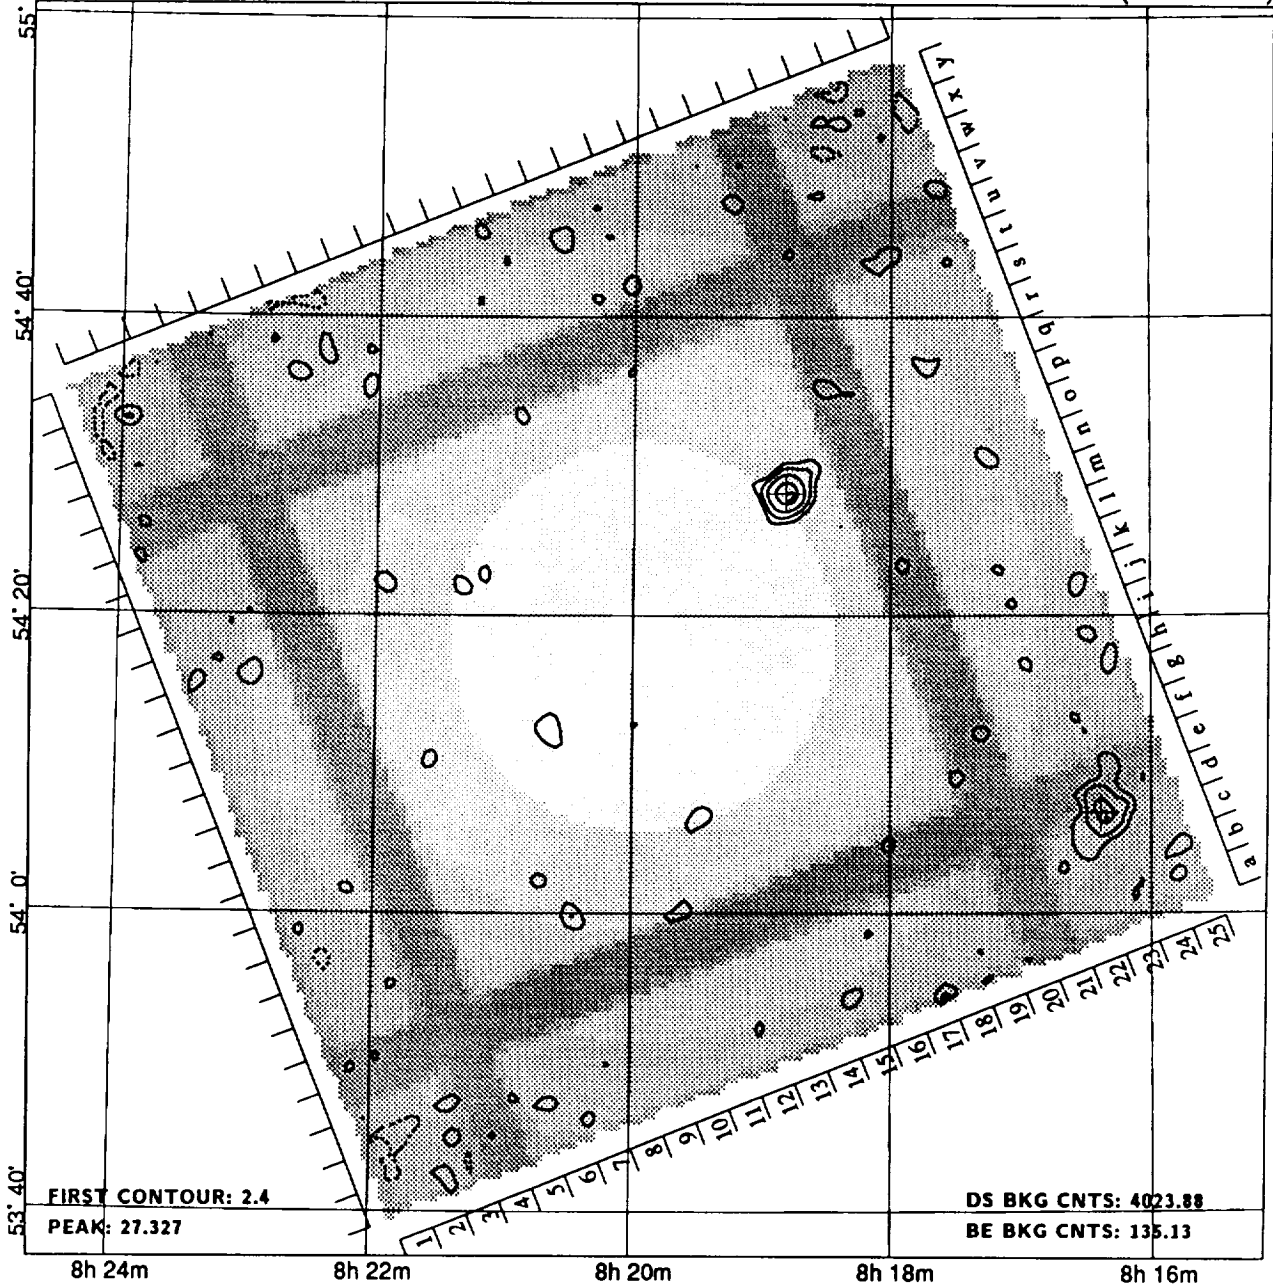 55°
54° 40'
54° 20'
54° 0'
53° 40'
y
x
w
v
u
t
s
r
q
p
o
n
m
l
k
j
i
h
g
f
e
d
c
b
a
1
2
3
4
5
6
7
8
9
10
11
12
13
14
15
16
17
18
19
20
21
22
23
24
25
FIRST CONTOUR: 2.4
PEAK: 27.327
DS BKG CNTS: 4023.88
BE BKG CNTS: 135.13
8h 24m
8h 22m
8h 20m
8h 18m
8h 16m